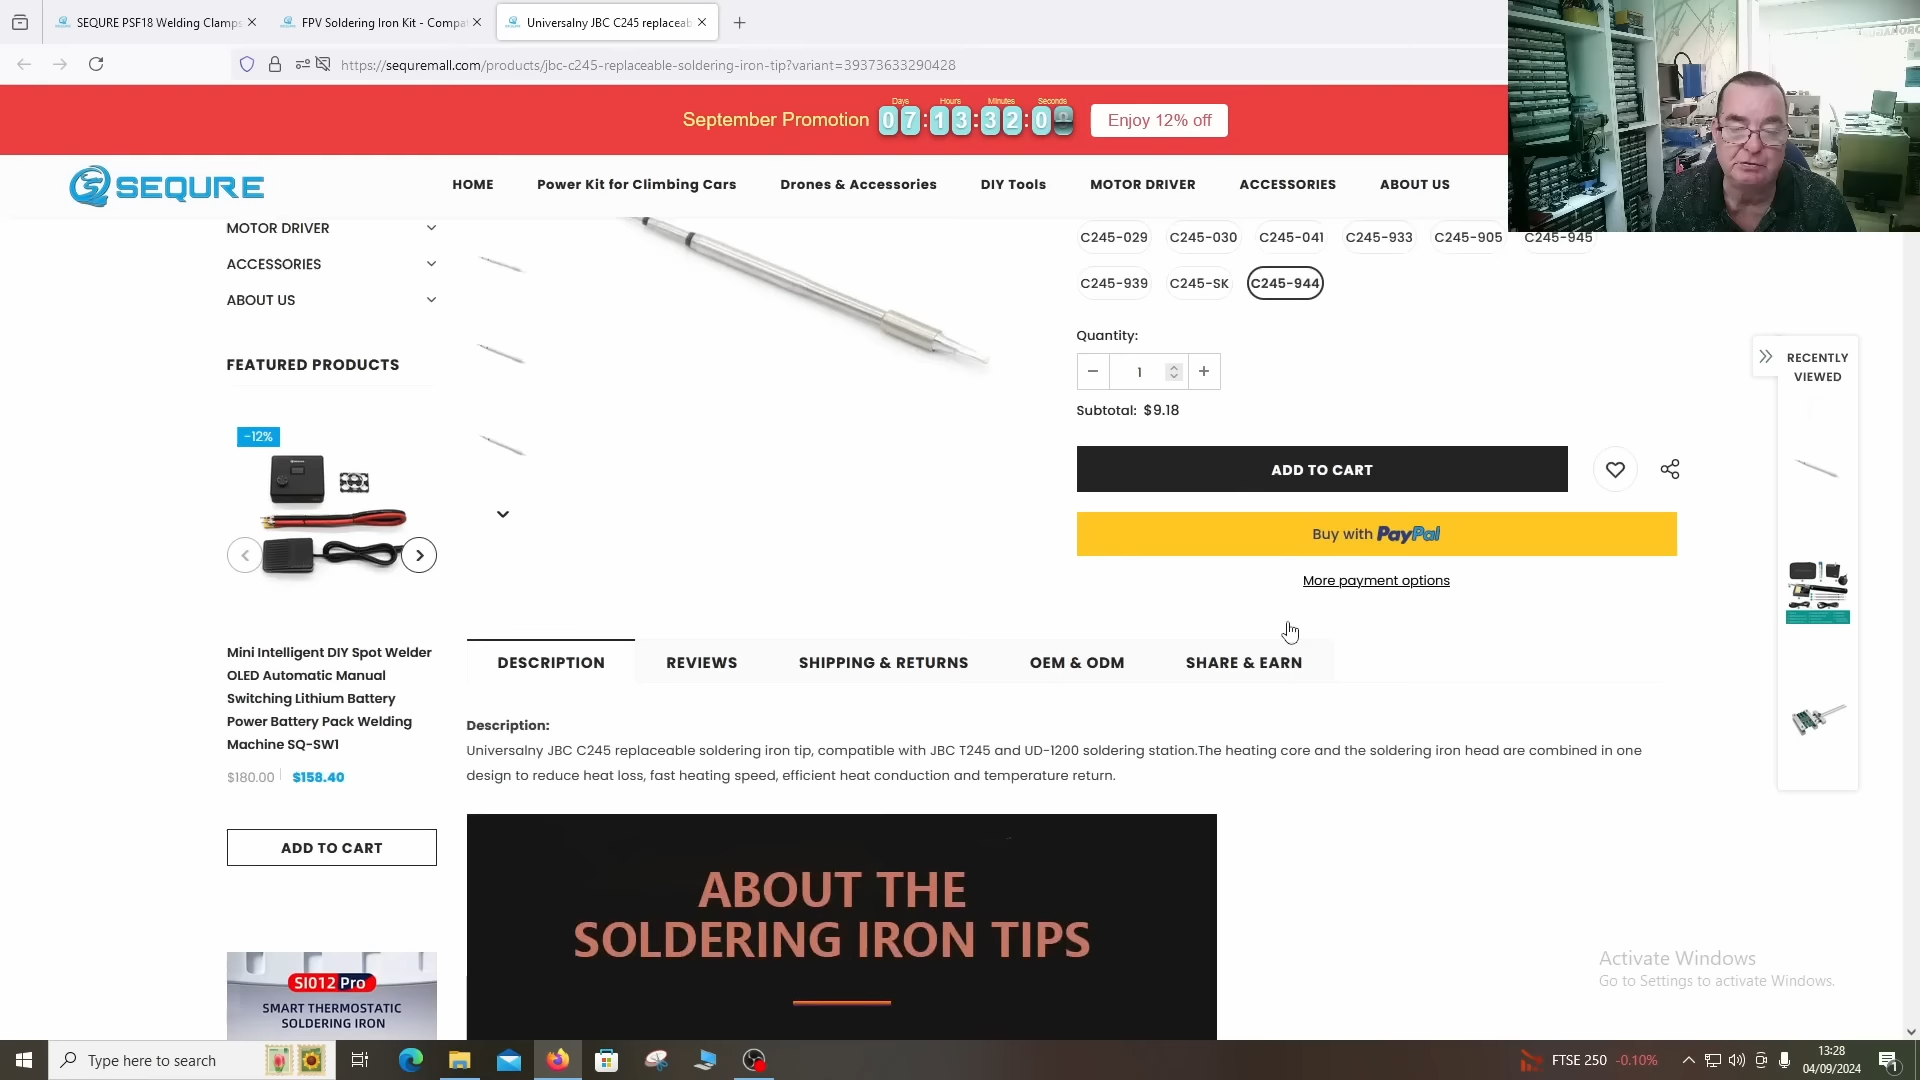 SEQURE PSF18 Welding Clamps
FPV Soldering Iron Kit - Compa
Universalny JBC C245 replaceab
https://sequremall.com/products/jbc-c245-replaceable-soldering-iron-tip?variant=39373633290428
Days Hours Minutes Seconds
September Promotion 07:13:32:0
Enjoy 12% off
SEQURE
HOME Power Kit for Climbing Cars Drones & Accessories DIY Tools MOTOR DRIVER ACCESSORIES ABOUT US
MOTOR DRIVER
ACCESSORIES
ABOUT US
FEATURED PRODUCTS
-12%
Mini Intelligent DIY Spot Welder
OLED Automatic Manual
Switching Lithium Battery
Power Battery Pack Welding
Machine SQ-SW1
$180.00 $158.40
ADD TO CART
SI012 Pro
SMART THERMOSTATIC
SOLDERING IRON
C245-029 C245-030 C245-041 C245-933 C245-905 C245-945
C245-939 C245-SK C245-944
Quantity:
1
Subtotal: $9.18
ADD TO CART
Buy with PayPal
More payment options
RECENTLY
VIEWED
DESCRIPTION REVIEWS SHIPPING & RETURNS OEM & ODM SHARE & EARN
Description:
Universalny JBC C245 replaceable soldering iron tip, compatible with JBC T245 and UD-1200 soldering station.The heating core and the soldering iron head are combined in one
design to reduce heat loss, fast heating speed, efficient heat conduction and temperature return.
ABOUT THE
SOLDERING IRON TIPS
Activate Windows
Go to Settings to activate Windows.
Type here to search
FTSE 250 -0.10%
13:28
04/09/2024
1